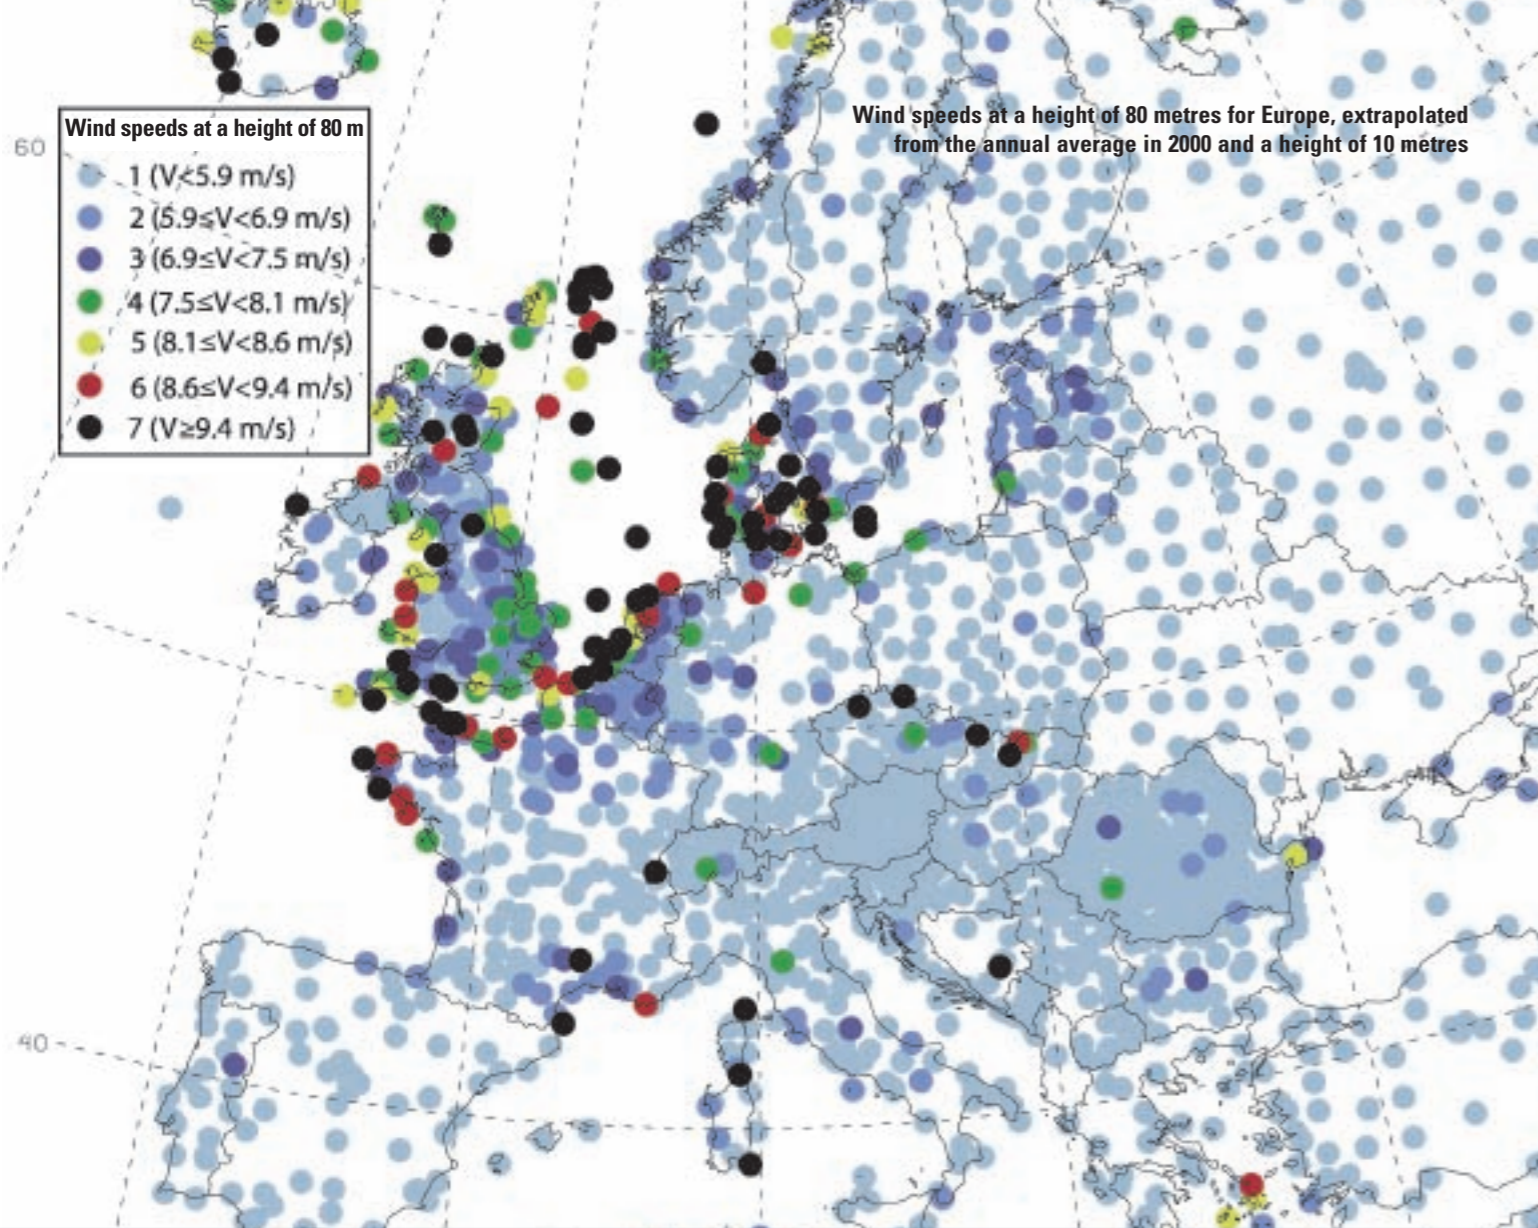 Wind speeds at a height of 80 metres for Europe, extrapolated
from the annual average in 2000 and a height of 10 metres
Wind speeds at a height of 80 m
1 (V<5.9 m/s)
2 (5.9≤V<6.9 m/s)
3 (6.9≤V<7.5 m/s)
4 (7.5≤V<8.1 m/s)
5 (8.1≤V<8.6 m/s)
6 (8.6≤V<9.4 m/s)
7 (V≥9.4 m/s)
60
40